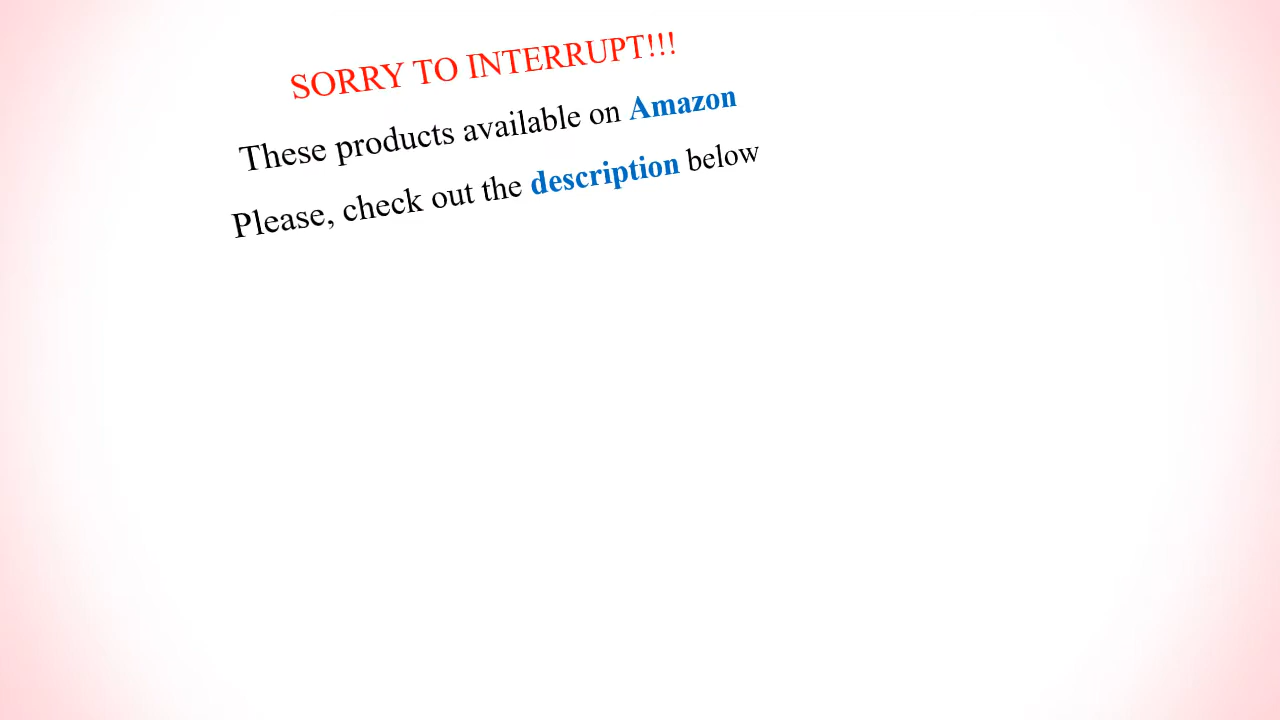 SORRY TO INTERRUPT!!!
These products available on Amazon
Please, check out the description below